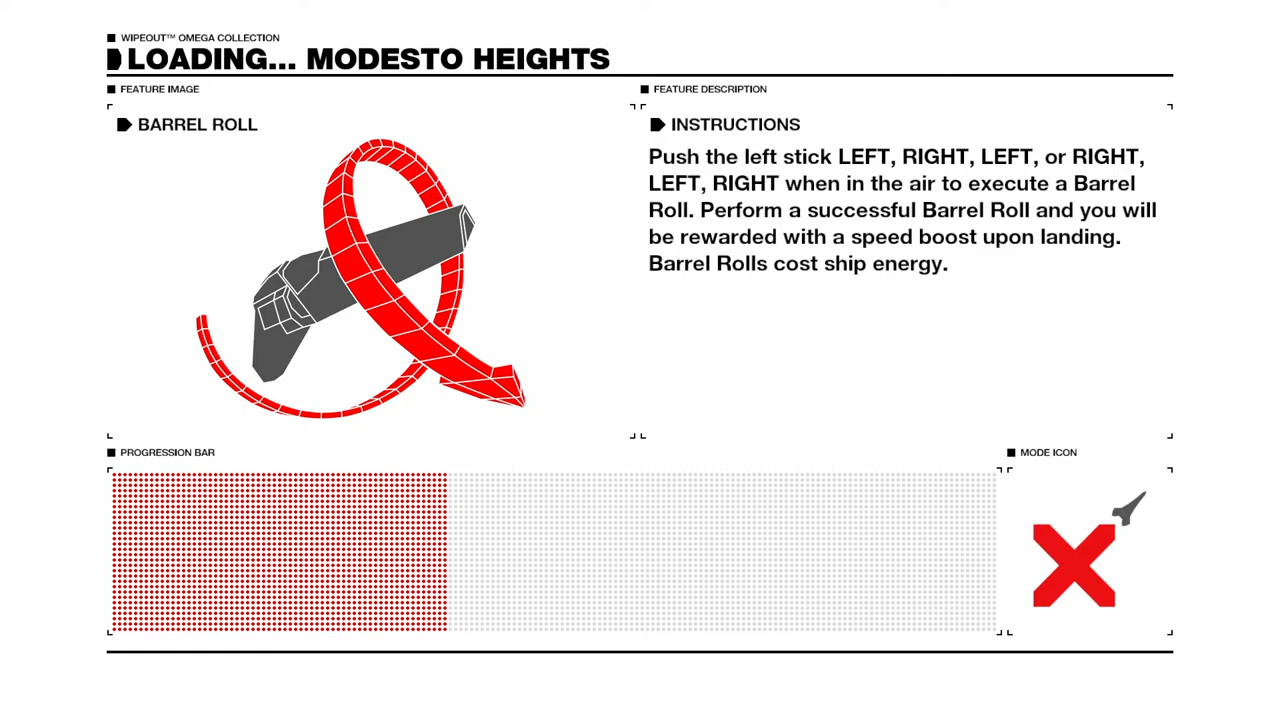 WIPEOUT™ OMEGA COLLECTION
LOADING... MODESTO HEIGHTS
FEATURE IMAGE
BARREL ROLL
FEATURE DESCRIPTION
INSTRUCTIONS
Push the left stick LEFT, RIGHT, LEFT, or RIGHT,
LEFT, RIGHT when in the air to execute a Barrel
Roll. Perform a successful Barrel Roll and you will
be rewarded with a speed boost upon landing.
Barrel Rolls cost ship energy.
PROGRESSION BAR
MODE ICON